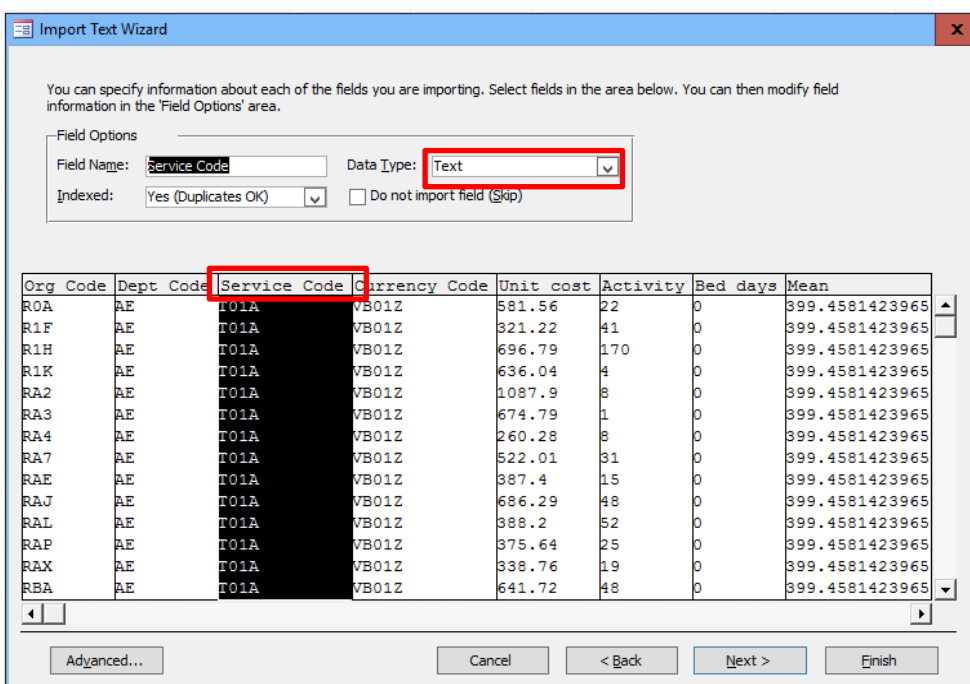 Import Text Wizard
x
You can specify information about each of the fields you are importing. Select fields in the area below. You can then modify field
information in the 'Field Options' area.
Field Options
Field Name: Service Code Data Type: Text
Indexed: Yes (Duplicates OK) Do not import field (Skip)
Org Code Dept Code Service Code Currency Code Unit cost Activity Bed days Mean
R0A AE T01A VB01Z 581.56 22 0 399.4581423965
R1F AE T01A VB01Z 321.22 41 0 399.4581423965
R1H AE T01A VB01Z 696.79 170 0 399.4581423965
R1K AE T01A VB01Z 636.04 4 0 399.4581423965
RA2 AE T01A VB01Z 1087.9 8 0 399.4581423965
RA3 AE T01A VB01Z 674.79 1 0 399.4581423965
RA4 AE T01A VB01Z 260.28 8 0 399.4581423965
RA7 AE T01A VB01Z 522.01 31 0 399.4581423965
RAE AE T01A VB01Z 387.4 15 0 399.4581423965
RAJ AE T01A VB01Z 686.29 48 0 399.4581423965
RAL AE T01A VB01Z 388.2 52 0 399.4581423965
RAP AE T01A VB01Z 375.64 25 0 399.4581423965
RAX AE T01A VB01Z 338.76 19 0 399.4581423965
RBA AE T01A VB01Z 641.72 48 0 399.4581423965
Advanced... Cancel < Back Next > Finish